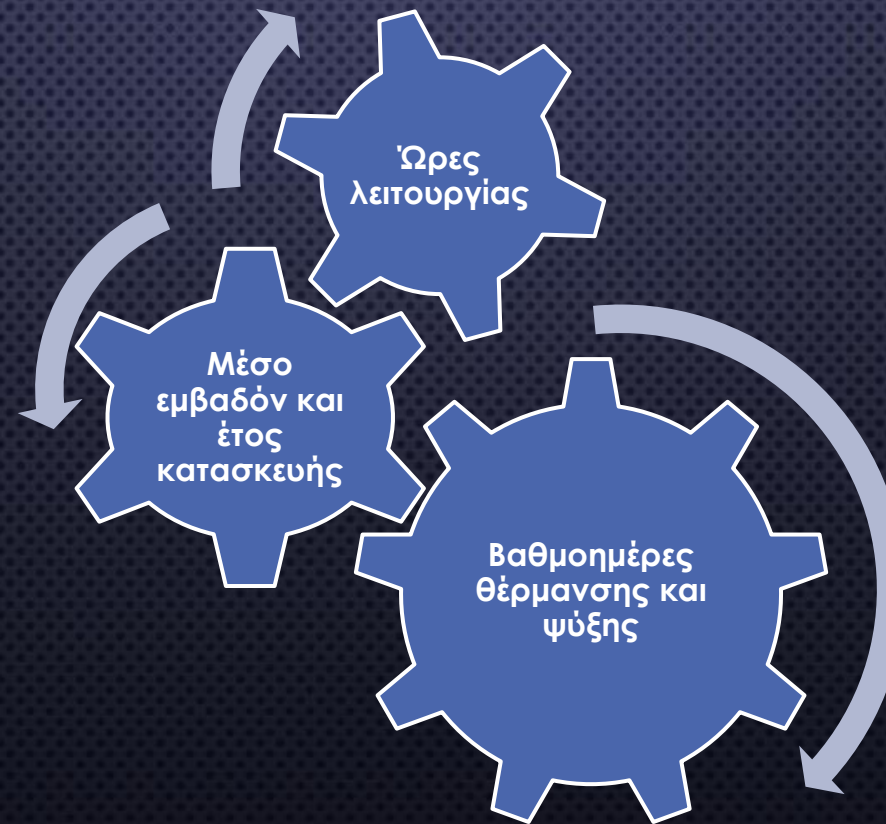 Ώρες
λειτουργίας
Μέσο
εμβαδόν και
έτος
κατασκευής
Βαθμοημέρες
θέρμανσης και
ψύξης